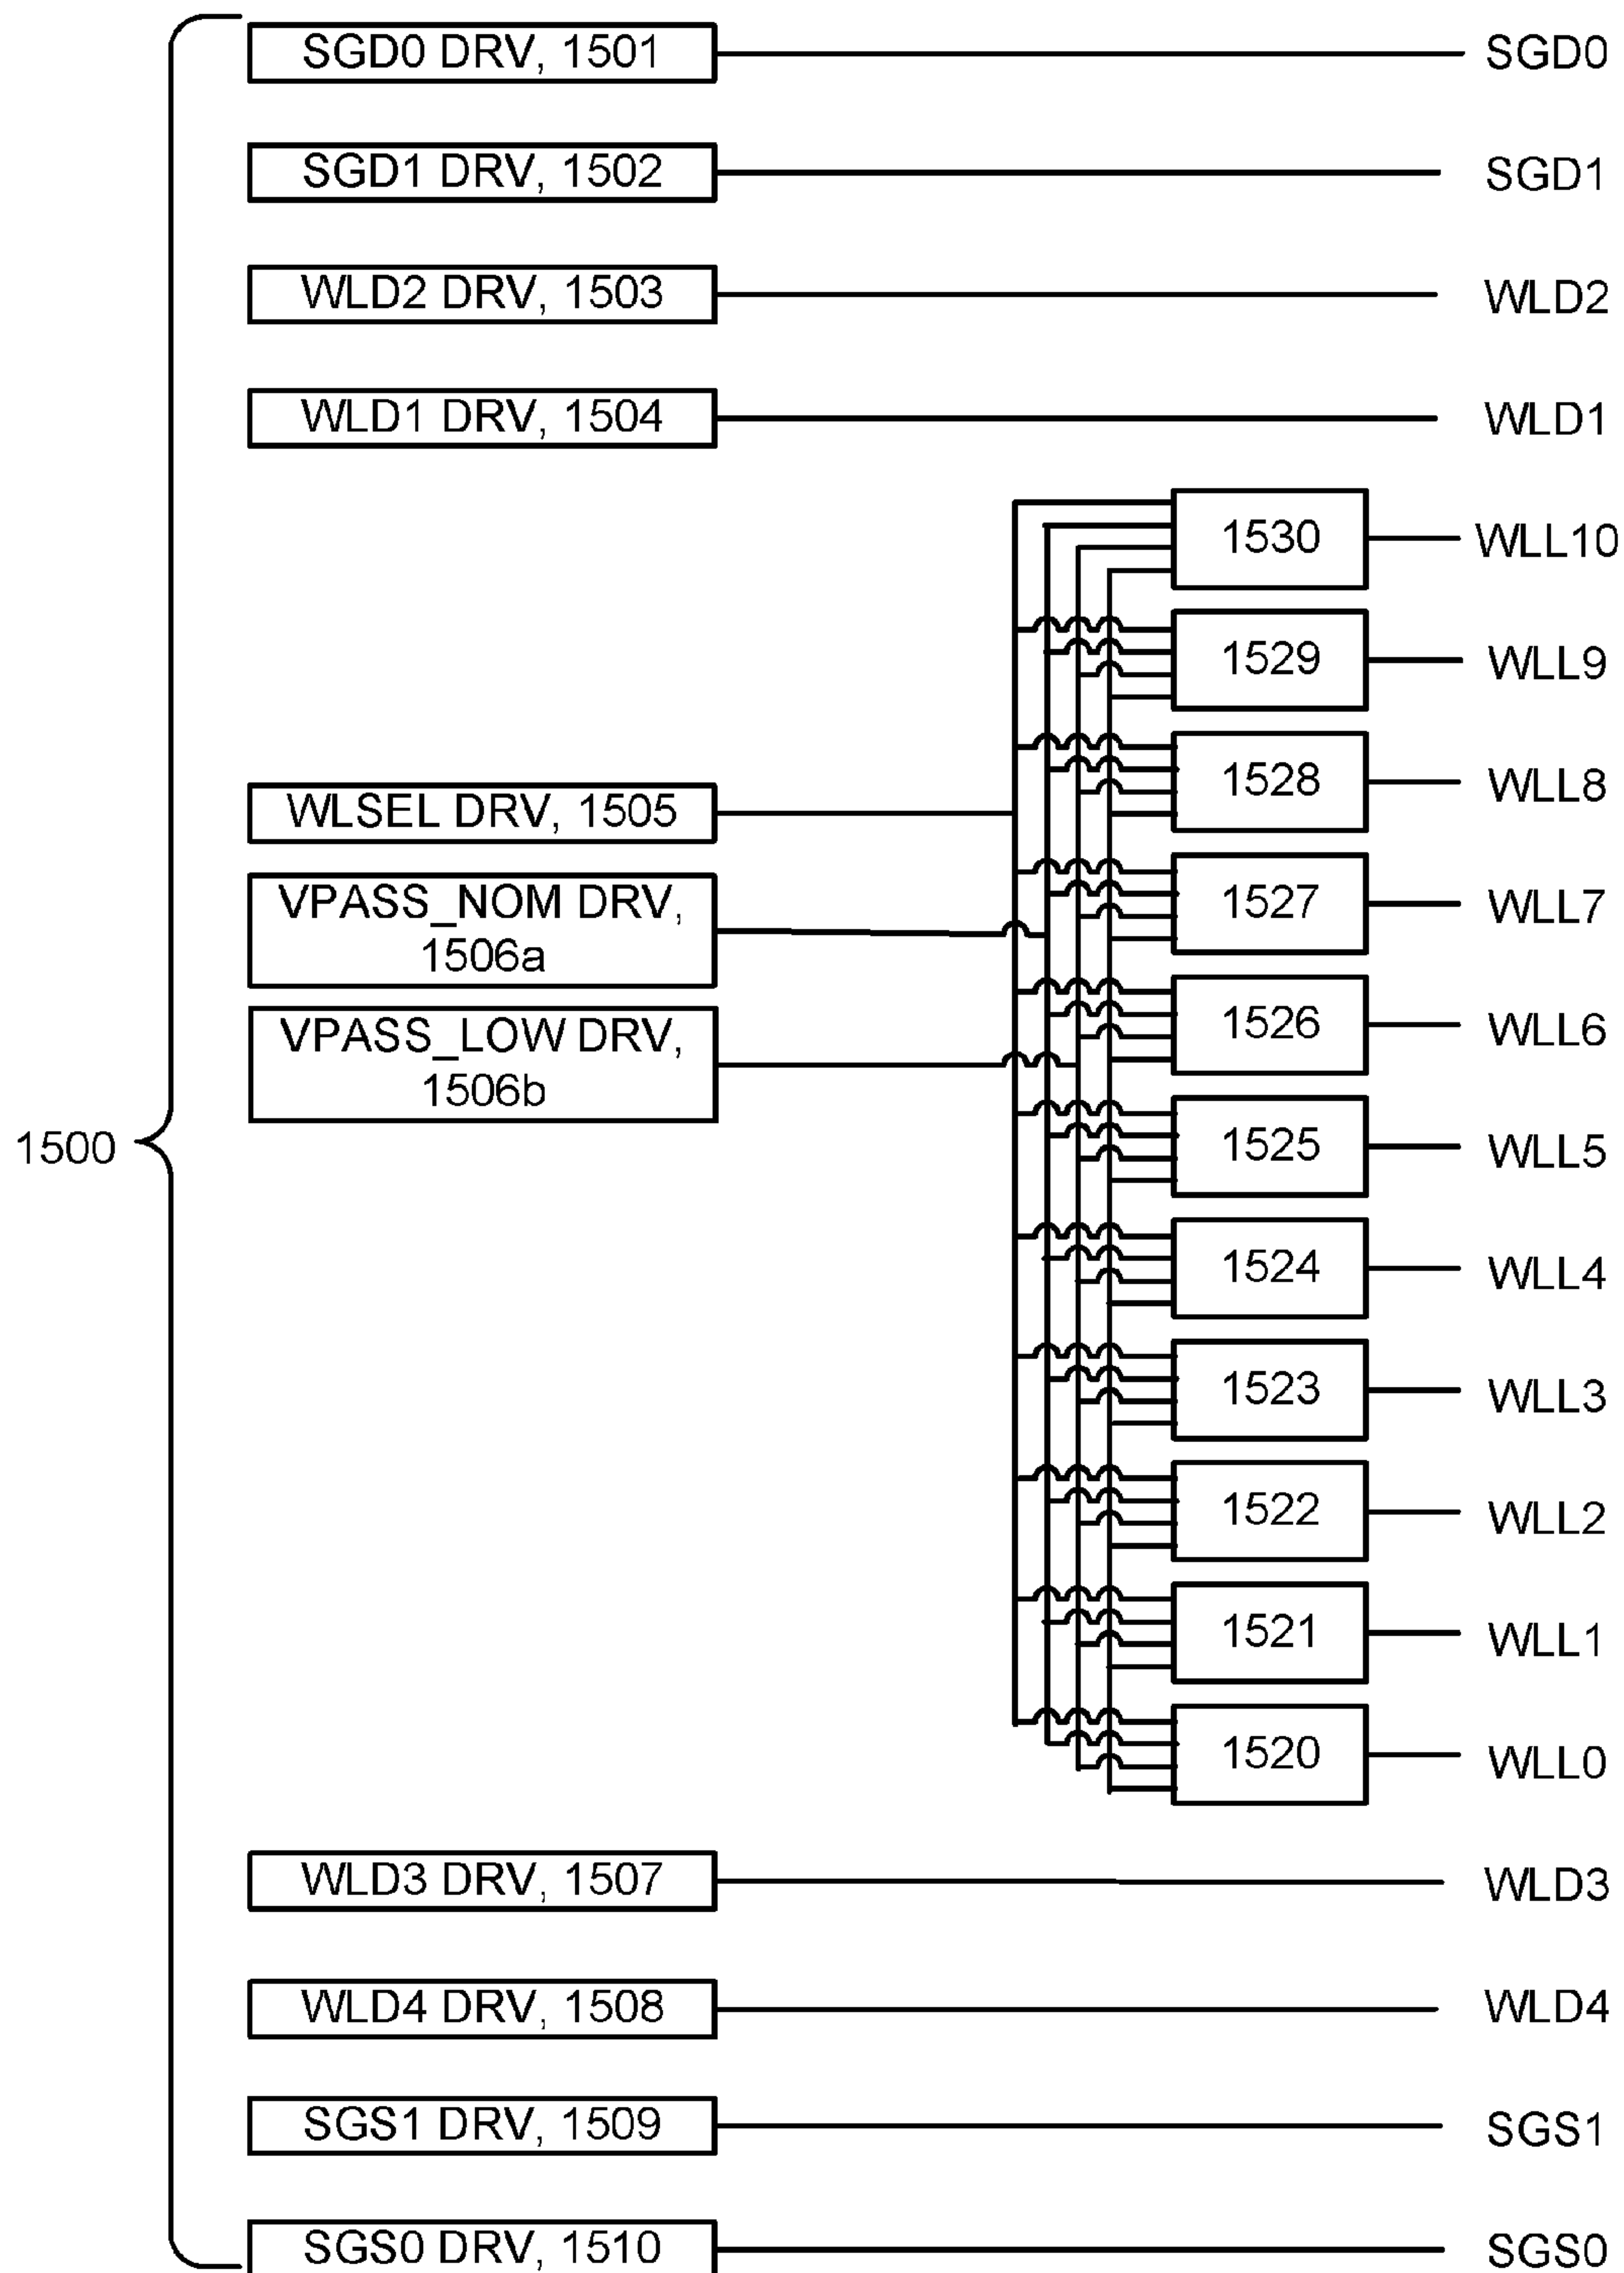 SGD0 DRV, 1501
SGD0
SGD1 DRV, 1502
SGD1
WLD2 DRV, 1503
WLD2
WLD1 DRV, 1504
WLD1
1530
WLL10
1529
WLL9
1528
WLL8
WLSEL DRV, 1505
1527
WLL7
VPASS_NOM DRV,
1506a
1526
WLL6
VPASS_LOW DRV,
1506b
1500
1525
WLL5
1524
WLL4
1523
WLL3
1522
WLL2
1521
WLL1
1520
WLL0
WLD3 DRV, 1507
WLD3
WLD4 DRV, 1508
WLD4
SGS1 DRV, 1509
SGS1
SGS0 DRV, 1510
SGS0